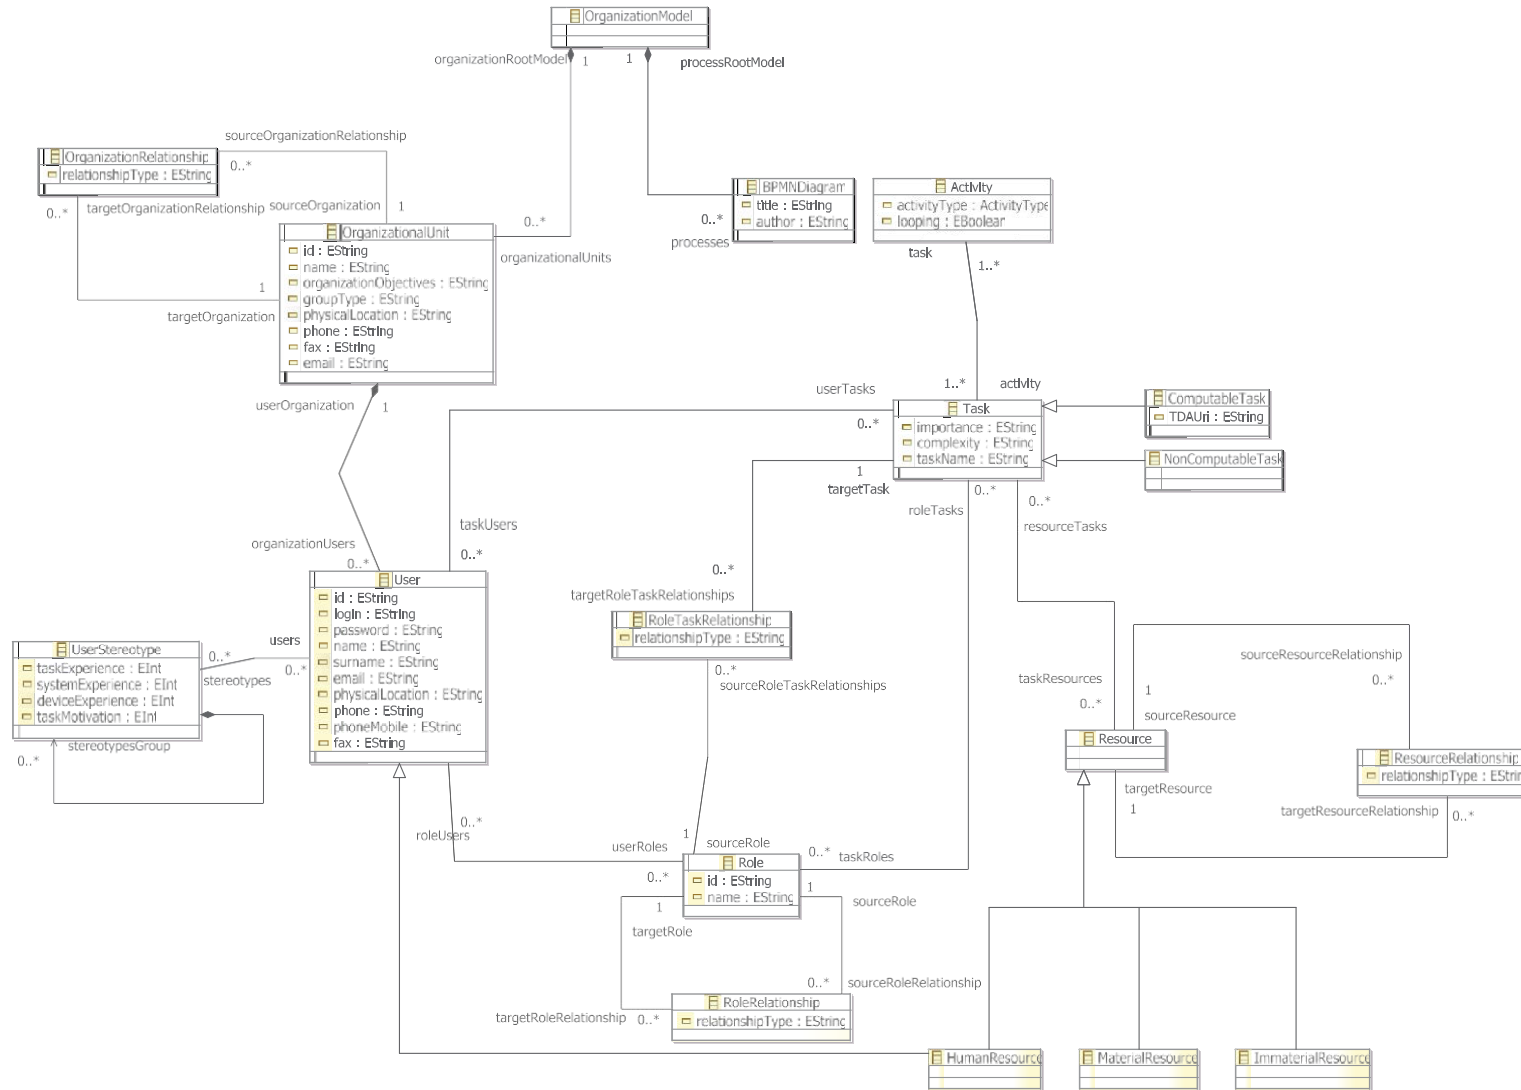 OrganizationModel
organizationRootModel
1
1
processRootModel
sourceOrganizationRelationship
OrganizationRelationship
relationshipType : EString
0..*
0..*
targetOrganizationRelationship
sourceOrganization
1
BPMNDiagram
title : EString
author : EString
0..*
processes
Activity
activityType : ActivityType
looping : EBoolean
task
1..*
0..*
organizationalUnits
OrganizationalUnit
id : EString
name : EString
organizationObjectives : EString
groupType : EString
physicalLocation : EString
phone : EString
fax : EString
email : EString
1
targetOrganization
userOrganization
1
userTasks
0..*
1..*
activity
Task
importance : EString
complexity : EString
taskName : EString
ComputableTask
TDAUri : EString
NonComputableTask
1
targetTask
roleTasks
0..*
0..*
resourceTasks
taskUsers
0..*
organizationUsers
0..*
User
id : EString
login : EString
password : EString
name : EString
surname : EString
email : EString
physicalLocation : EString
phone : EString
phoneMobile : EString
fax : EString
0..*
targetRoleTaskRelationships
RoleTaskRelationship
relationshipType : EString
0..*
sourceRoleTaskRelationships
UserStereotype
taskExperience : EInt
systemExperience : EInt
deviceExperience : EInt
taskMotivation : EInt
users
0..*
0..*
stereotypes
stereotypesGroup
0..*
sourceResourceRelationship
0..*
taskResources
0..*
1
sourceResource
Resource
ResourceRelationship
relationshipType : EStrin
targetResource
1
targetResourceRelationship
0..*
0..*
roleUsers
userRoles
0..*
1
sourceRole
0..*
taskRoles
Role
id : EString
name : EString
1
sourceRole
1
targetRole
0..*
sourceRoleRelationship
targetRoleRelationship
0..*
RoleRelationship
relationshipType : EString
HumanResource
MaterialResource
ImmaterialResource